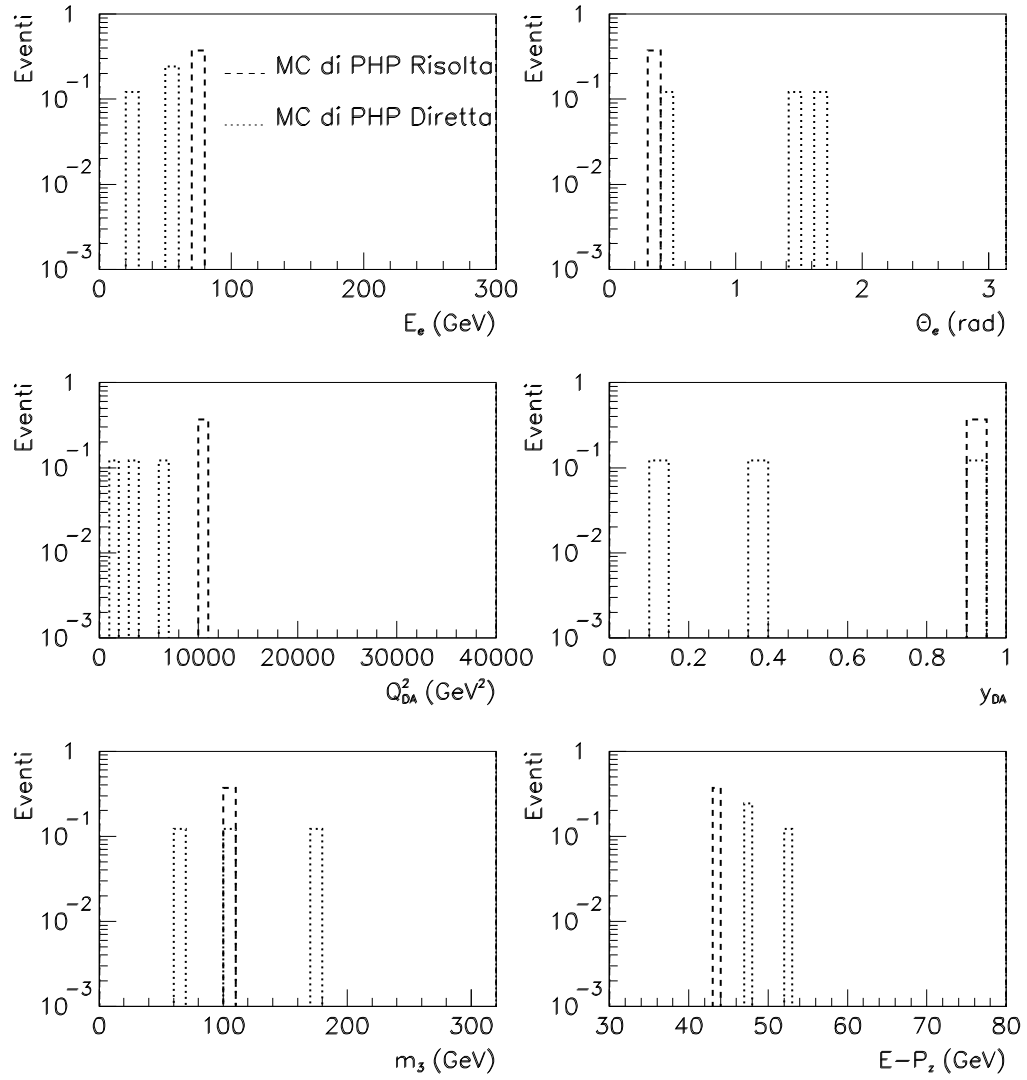 Eventi
1
10⁻¹
10⁻²
10⁻³
MC di PHP Risolta
MC di PHP Diretta
0 100 200 300
E_e (GeV)
Eventi
1
10⁻¹
10⁻²
10⁻³
0 1 2 3
Θ_e (rad)
Eventi
1
10⁻¹
10⁻²
10⁻³
0 10000 20000 30000 40000
Q²_DA (GeV²)
Eventi
1
10⁻¹
10⁻²
10⁻³
0 0.2 0.4 0.6 0.8 1
y_DA
Eventi
1
10⁻¹
10⁻²
10⁻³
0 100 200 300
m_3 (GeV)
Eventi
1
10⁻¹
10⁻²
10⁻³
30 40 50 60 70 80
E−P_z (GeV)